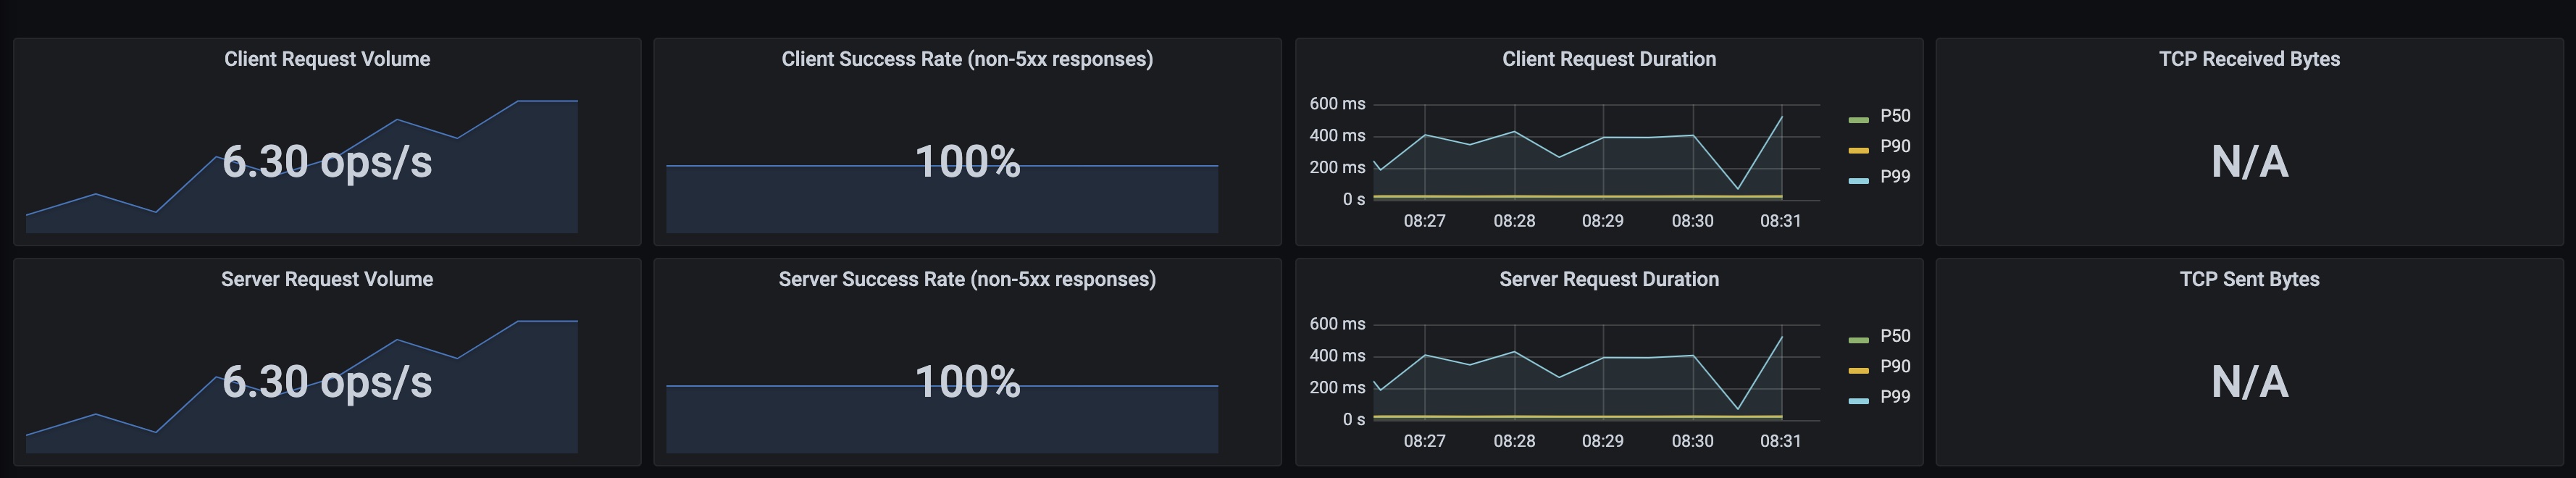 Client Request Volume
6.30 ops/s
Client Success Rate (non-5xx responses)
100%
Client Request Duration
600 ms
400 ms
200 ms
0 s
08:27 08:28 08:29 08:30 08:31
P50
P90
P99
TCP Received Bytes
N/A
Server Request Volume
6.30 ops/s
Server Success Rate (non-5xx responses)
100%
Server Request Duration
600 ms
400 ms
200 ms
0 s
08:27 08:28 08:29 08:30 08:31
P50
P90
P99
TCP Sent Bytes
N/A